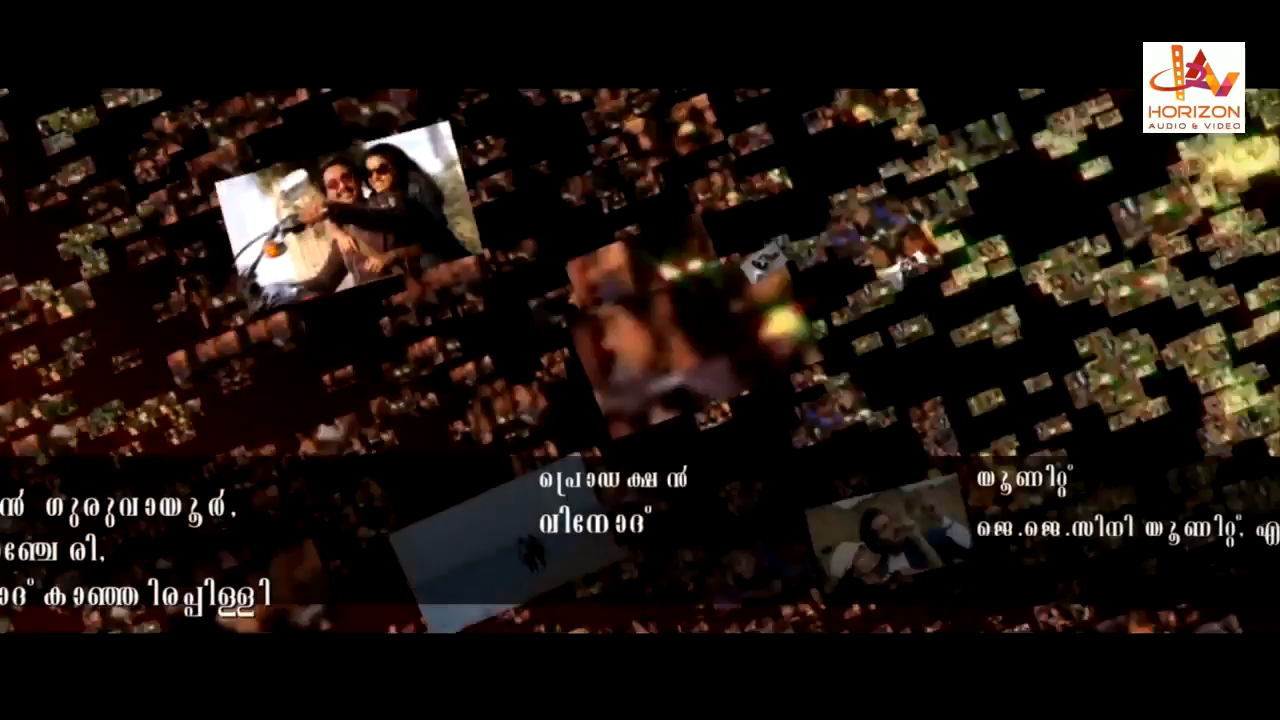 HORIZON
AUDIO & VIDEO
ൻ ഗുരുവായൂർ,
ഞ്ചേരി,
ദ് കാഞ്ഞിരപ്പിള്ളി
പ്രൊഡക്ഷൻ
വിനോദ്
യൂണിറ്റ്
ജെ.ജെ.സിനി യൂണിറ്റ്, എ